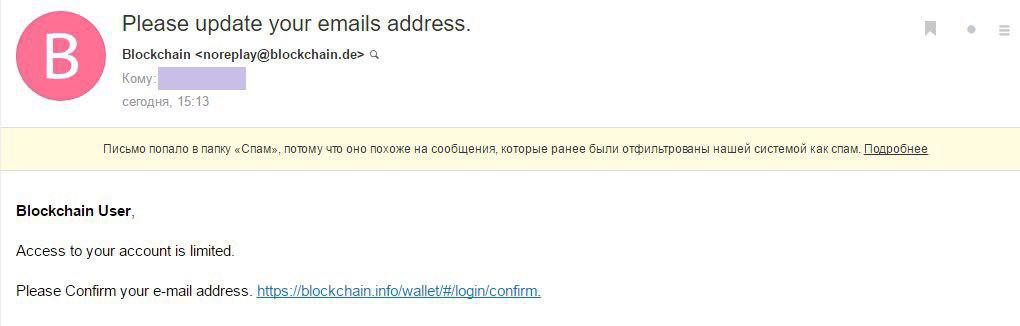 B
Please update your emails address.
Blockchain <noreplay@blockchain.de>
Кому:
сегодня, 15:13
Письмо попало в папку «Спам», потому что оно похоже на сообщения, которые ранее были отфильтрованы нашей системой как спам. Подробнее
Blockchain User,
Access to your account is limited.
Please Confirm your e-mail address. https://blockchain.info/wallet/#/login/confirm.